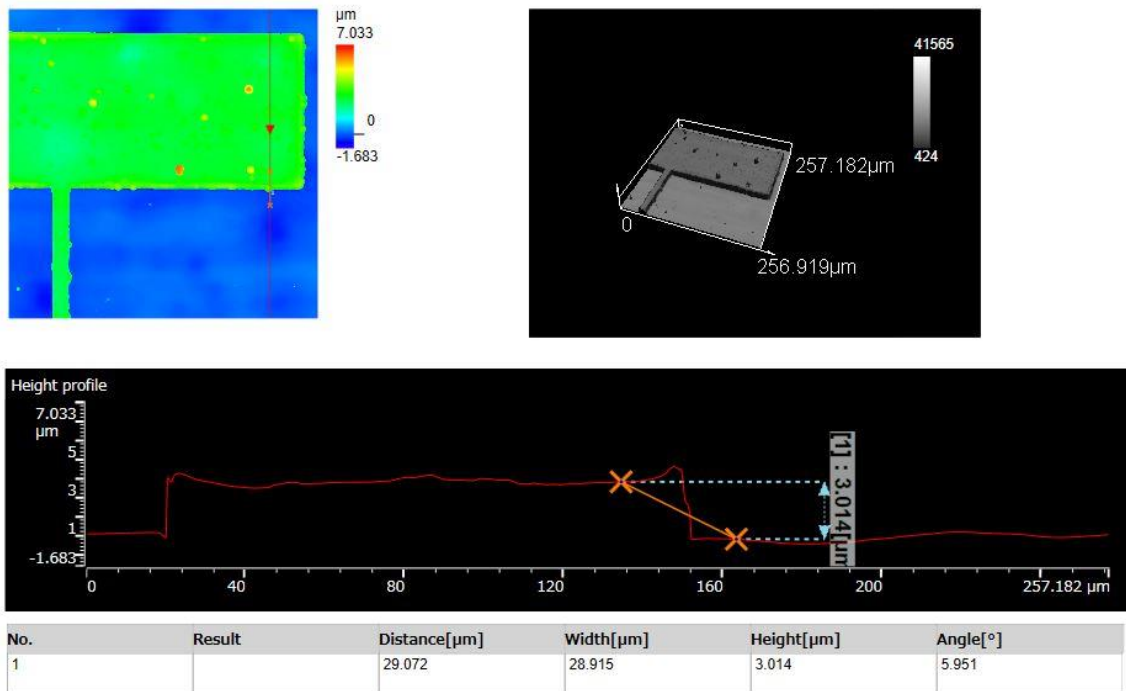 µm
7.033
0
-1.683
41565
424
257.182µm
0
256.919µm
Height profile
7.033
µm
5
3
1
-1.683
0 40 80 120 160 200 257.182 µm
[1] : 3.014[µm
No. Result Distance[µm] Width[µm] Height[µm] Angle[°]
1 29.072 28.915 3.014 5.951